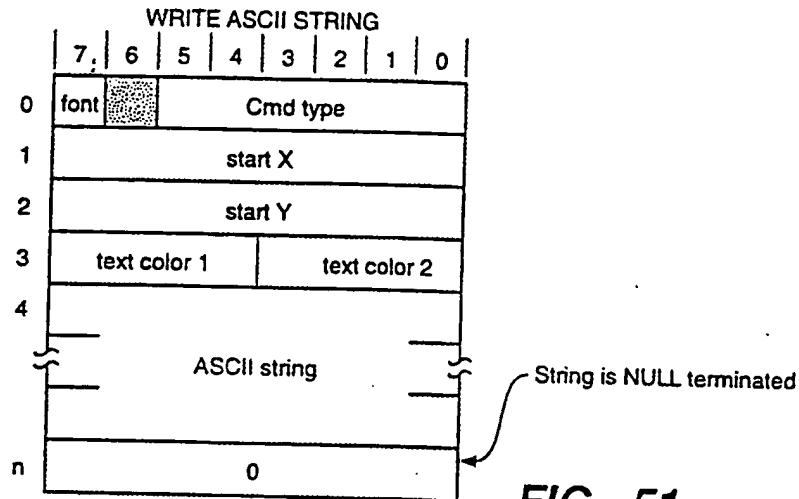 WRITE ASCII STRING
7 6 5 4 3 2 1 0
0 font Cmd type
1 start X
2 start Y
3 text color 1 text color 2
4
ASCII string
String is NULL terminated
n 0
FIG. 51